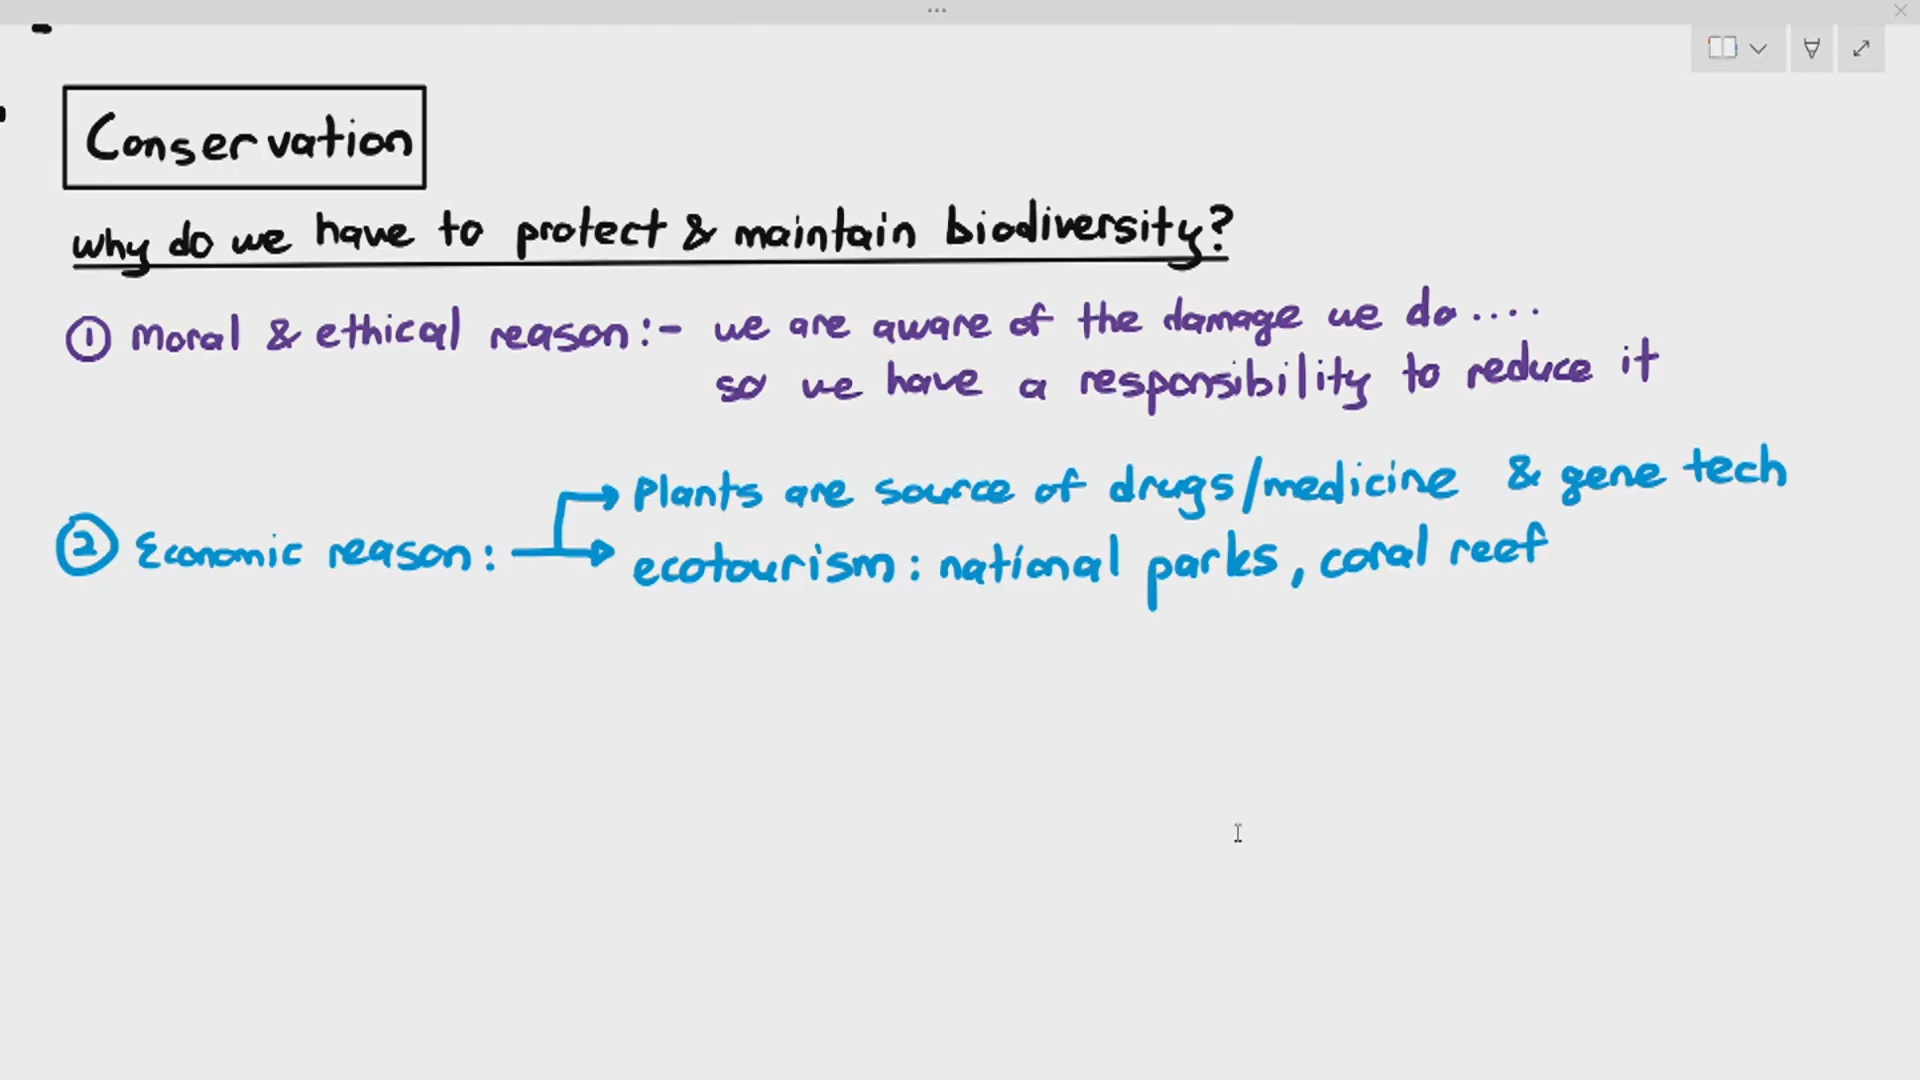 Conservation
why do we have to protect & maintain biodiversity?
① Moral & ethical reason:- we are aware of the damage we do....
so we have a responsibility to reduce it
Plants are source of drugs/medicine & gene tech
② Economic reason:
ecotourism: national parks, coral reef